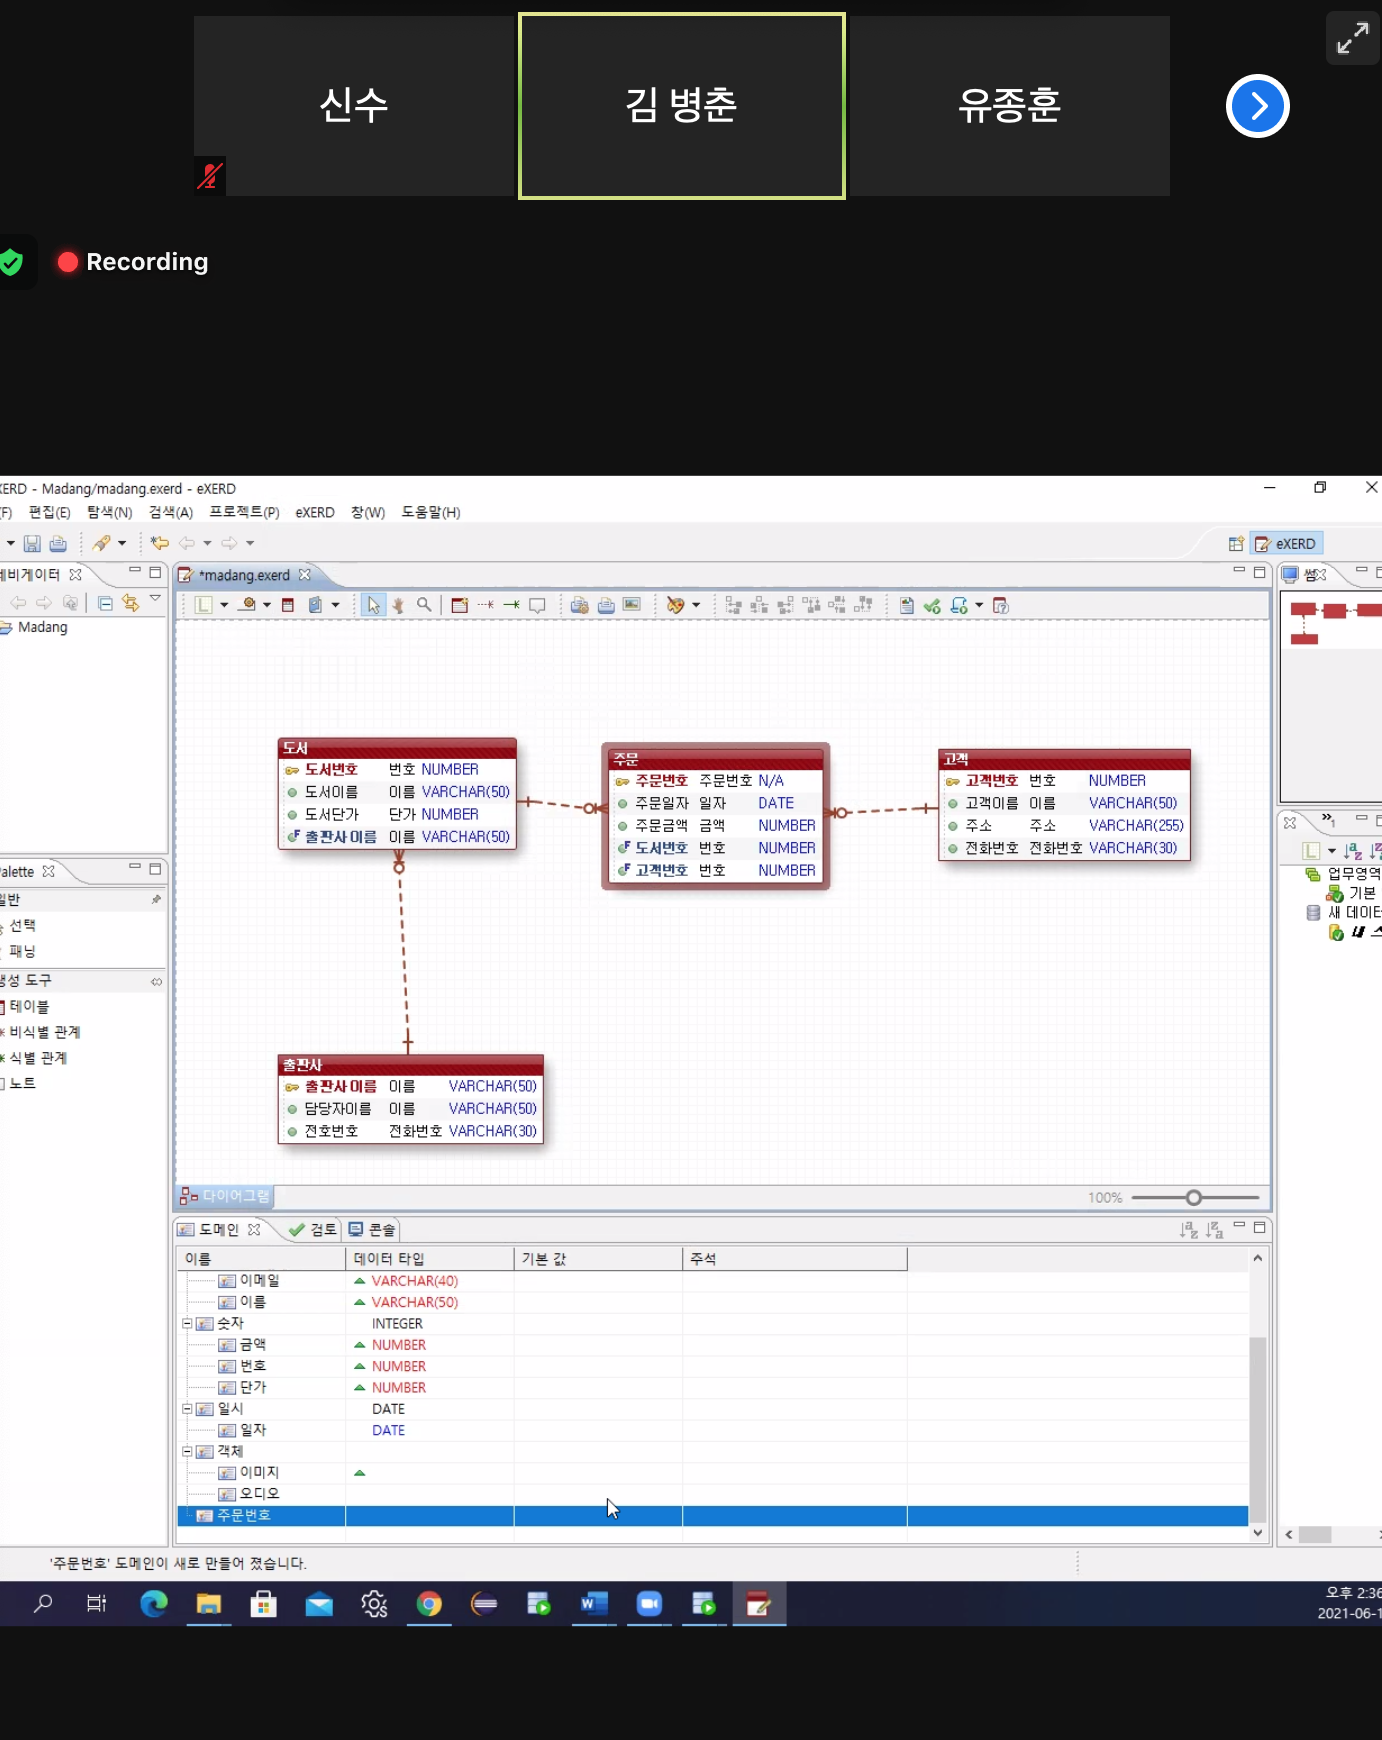 신수
김 병춘
유종훈
Recording
Madang/madang.exerd - eXERD
편집(E) 탐색(N) 검색(A) 프로젝트(P) eXERD 창(W) 도움말(H)
eXERD
*madang.exerd
Madang
도서
도서번호 번호 NUMBER
도서이름 이름 VARCHAR(50)
도서단가 단가 NUMBER
출판사이름 이름 VARCHAR(50)
주문
주문번호 주문번호 N/A
주문일자 일자 DATE
주문금액 금액 NUMBER
도서번호 번호 NUMBER
고객번호 번호 NUMBER
고객
고객번호 번호 NUMBER
고객이름 이름 VARCHAR(50)
주소 주소 VARCHAR(255)
전화번호 전화번호 VARCHAR(30)
출판사
출판사이름 이름 VARCHAR(50)
담당자이름 이름 VARCHAR(50)
전호번호 전화번호 VARCHAR(30)
선택
패닝
도구
테이블
비식별 관계
식별 관계
노트
업무영역
기본
새 데이터
다이어그램
100%
도메인 검토 콘솔
이름 데이터 타입 기본 값 주석
이메일 VARCHAR(40)
이름 VARCHAR(50)
숫자 INTEGER
금액 NUMBER
번호 NUMBER
단가 NUMBER
일시 DATE
일자 DATE
객체
이미지
오디오
주문번호
'주문번호' 도메인이 새로 만들어 졌습니다.
오후 2:36
2021-06-1